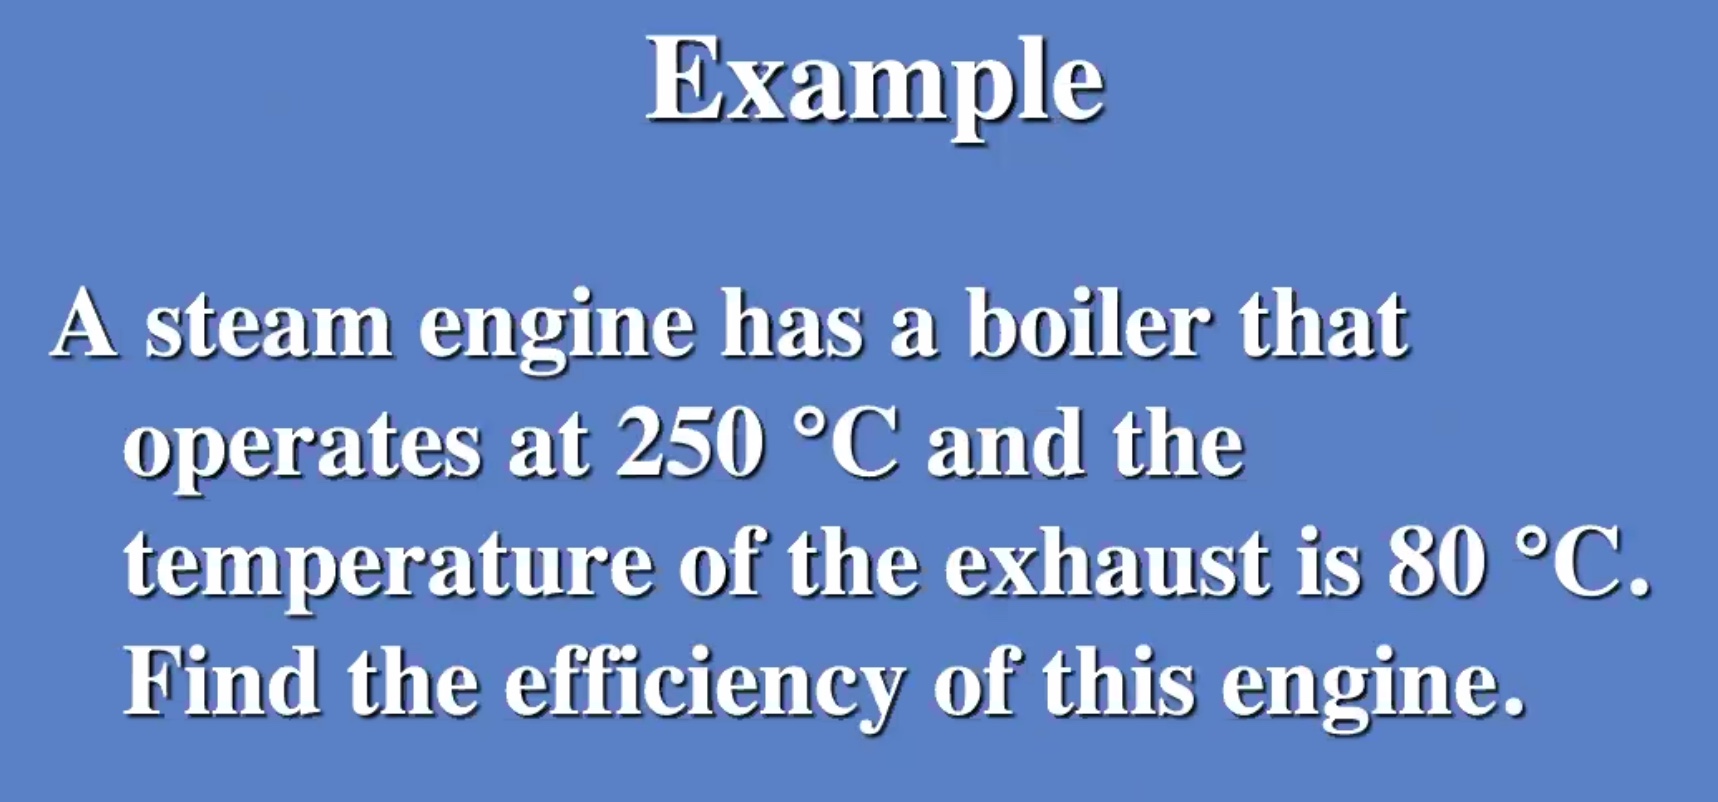 Example
A steam engine has a boiler that
operates at 250 °C and the
temperature of the exhaust is 80 °C.
Find the efficiency of this engine.